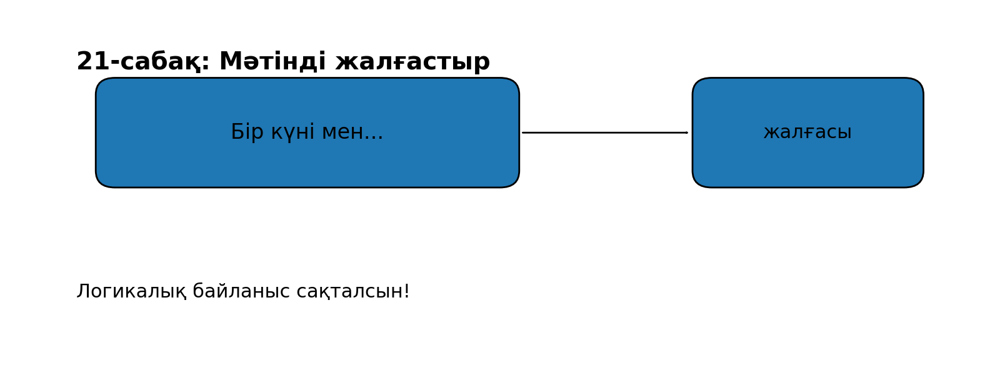 21-сабақ: Мәтінді жалғастыр
Бір күні мен...
жалғасы
Логикалық байланыс сақталсын!